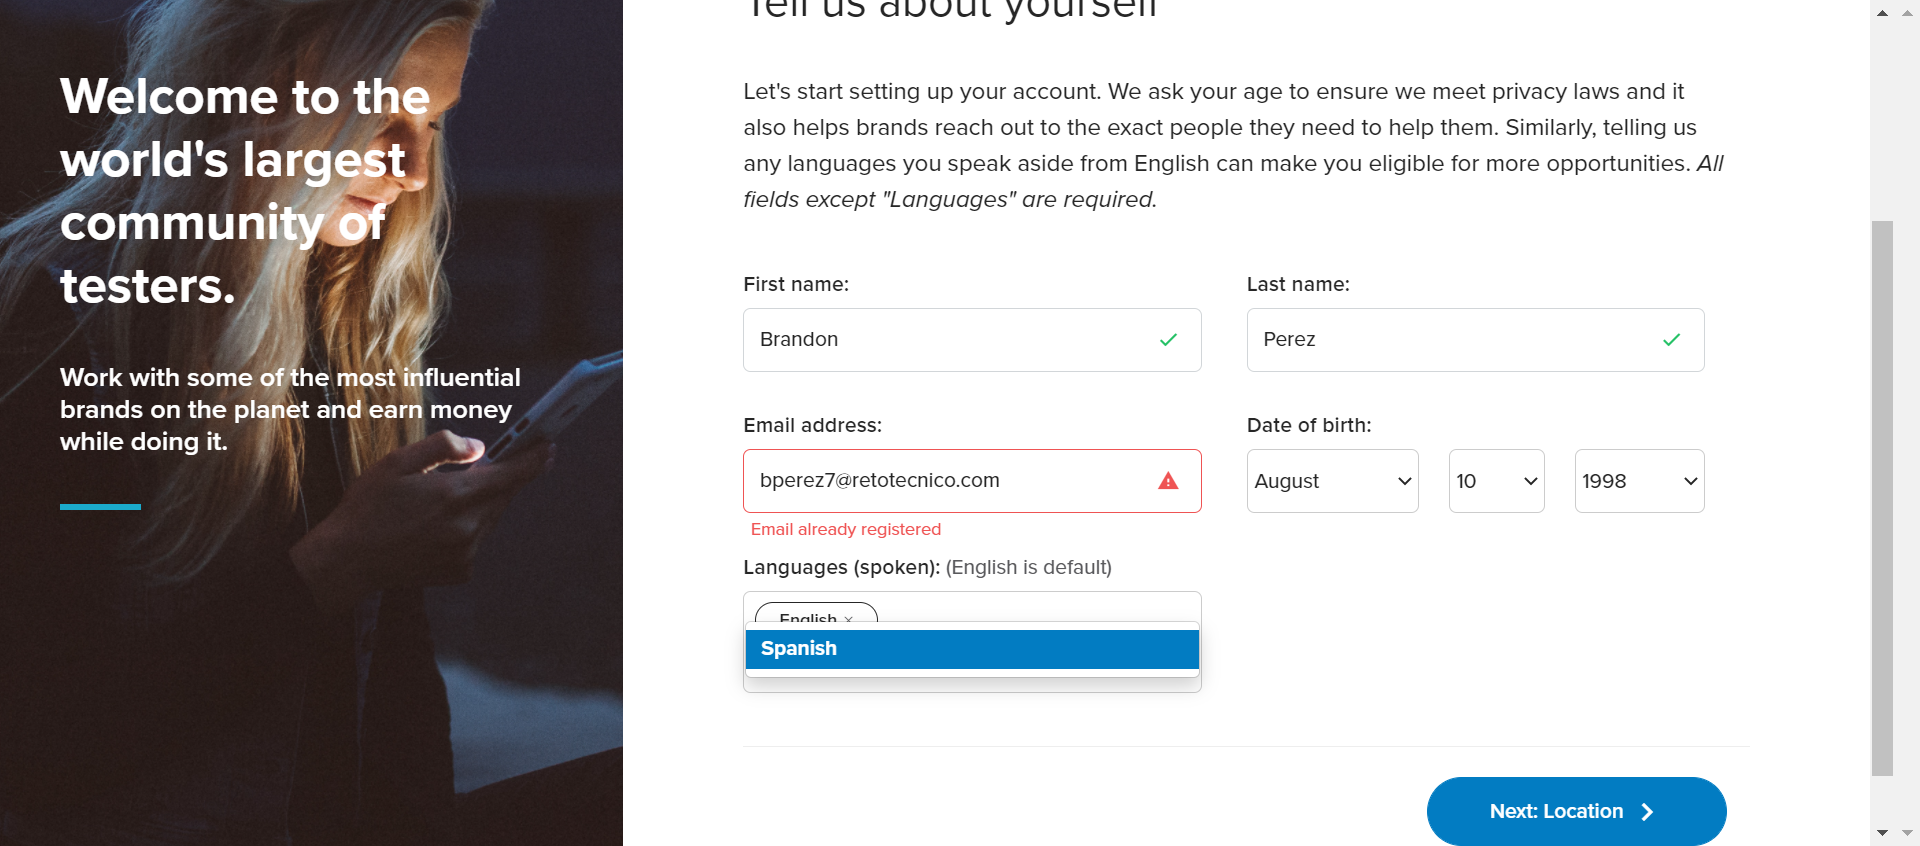 Welcome to the
world's largest
community of
testers.
Work with some of the most influential
brands on the planet and earn money
while doing it.
Tell us about yourself
Let's start setting up your account. We ask your age to ensure we meet privacy laws and it
also helps brands reach out to the exact people they need to help them. Similarly, telling us
any languages you speak aside from English can make you eligible for more opportunities. All
fields except "Languages" are required.
First name:
Last name:
Brandon
Perez
Email address:
Date of birth:
bperez7@retotecnico.com
August
10
1998
Email already registered
Languages (spoken): (English is default)
English ×
Spanish
Next: Location